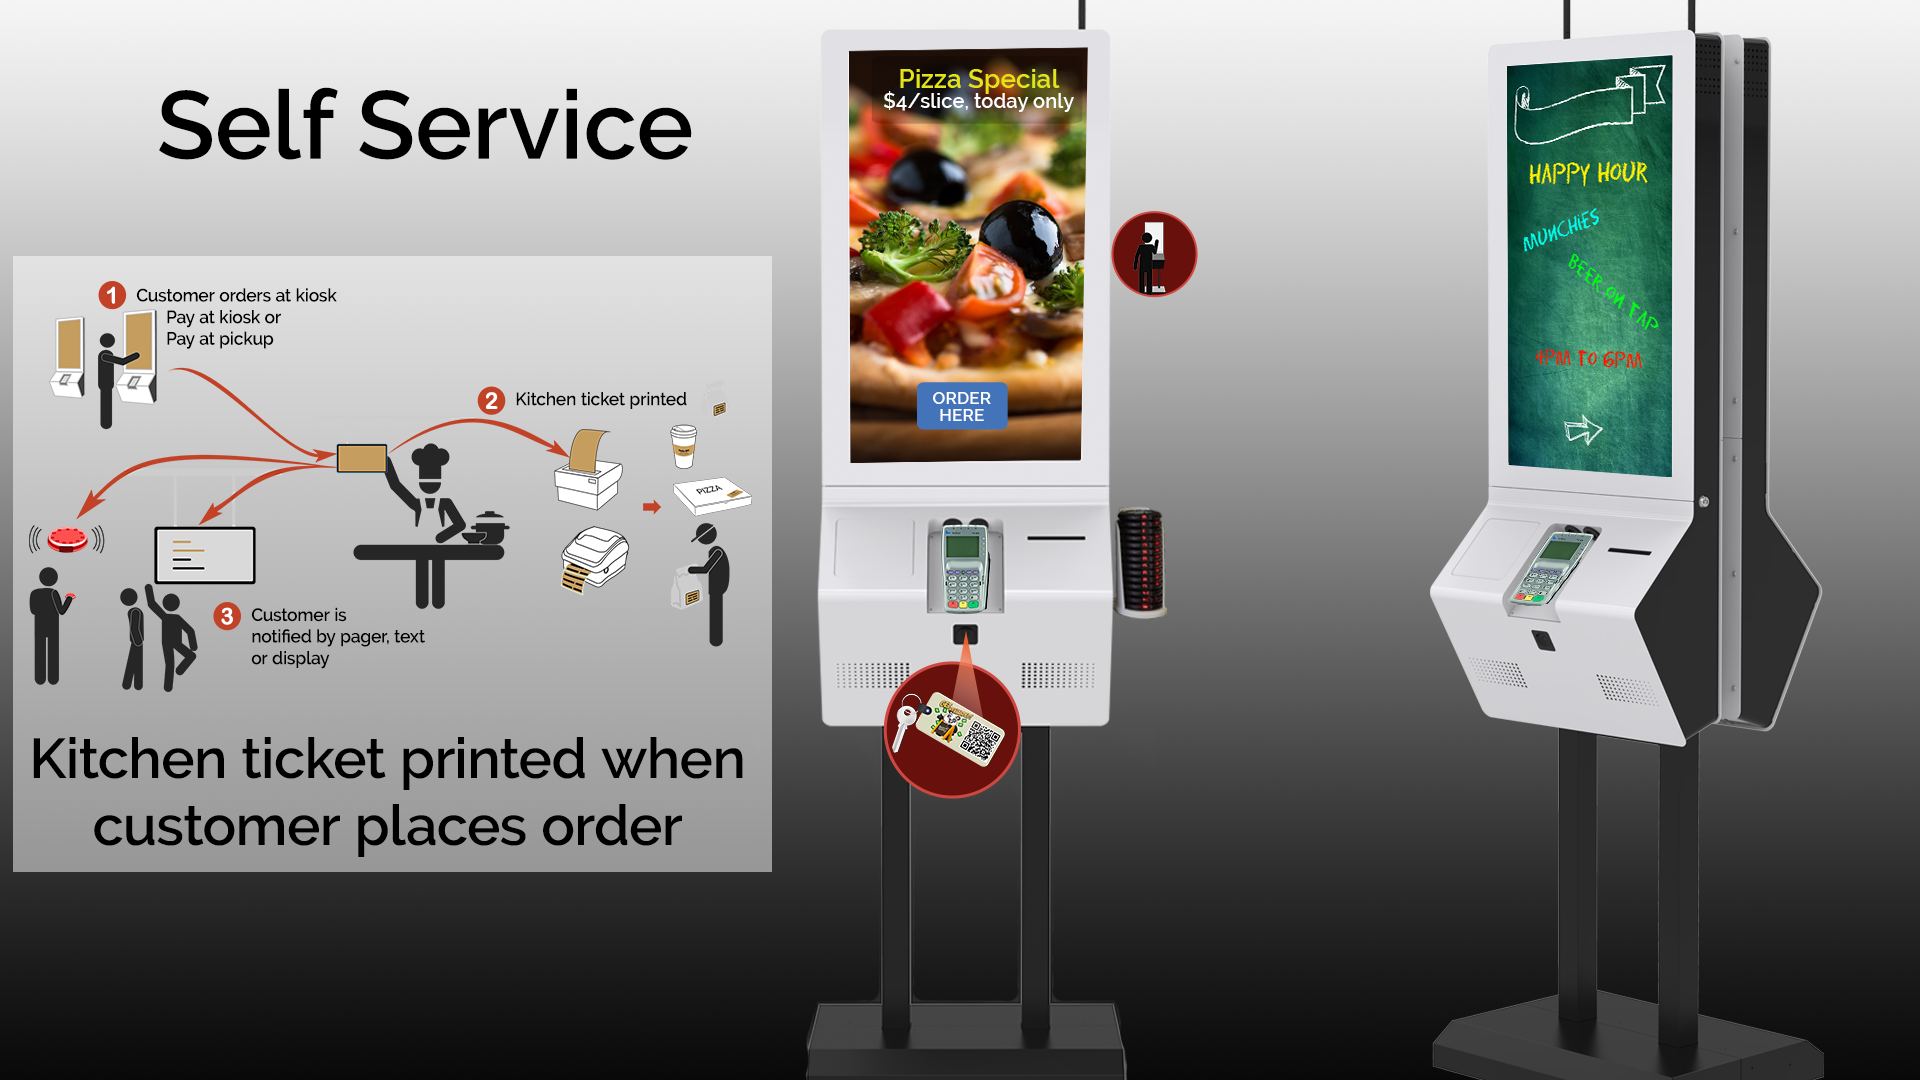 Self Service
1 Customer orders at kiosk
Pay at kiosk or
Pay at pickup
2 Kitchen ticket printed
PIZZA
3 Customer is
notified by pager, text
or display
Kitchen ticket printed when
customer places order
Pizza Special
$4/slice, today only
ORDER
HERE
HAPPY HOUR
MUNCHiES
BEER ON TAP
4PM TO 6PM